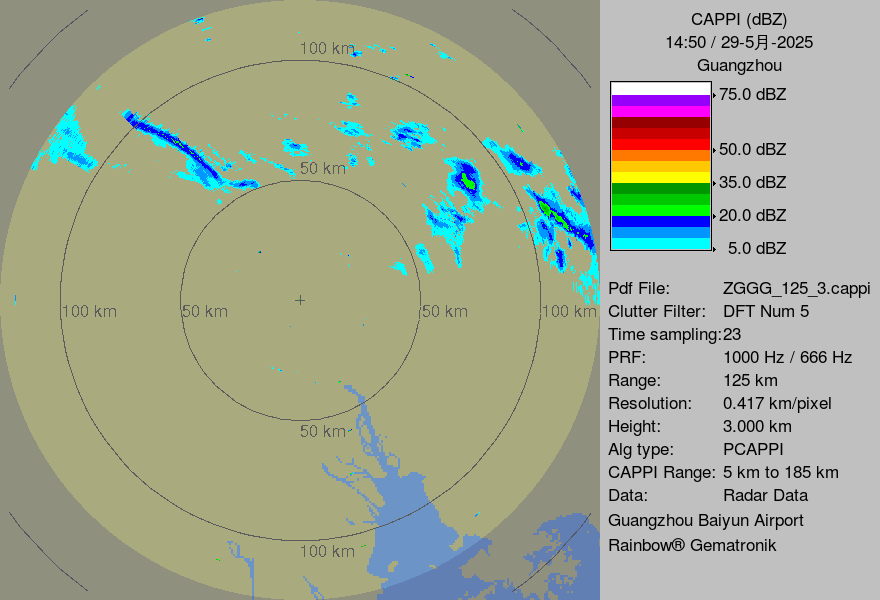 CAPPI (dBZ)
14:50 / 29-5月-2025
Guangzhou
75.0 dBZ
50.0 dBZ
35.0 dBZ
20.0 dBZ
5.0 dBZ
Pdf File: ZGGG_125_3.cappi
Clutter Filter: DFT Num 5
Time sampling:23
PRF: 1000 Hz / 666 Hz
Range: 125 km
Resolution: 0.417 km/pixel
Height: 3.000 km
Alg type: PCAPPI
CAPPI Range: 5 km to 185 km
Data: Radar Data
Guangzhou Baiyun Airport
Rainbow® Gematronik
100 km
50 km
100 km
50 km
50 km
100 km
50 km
100 km